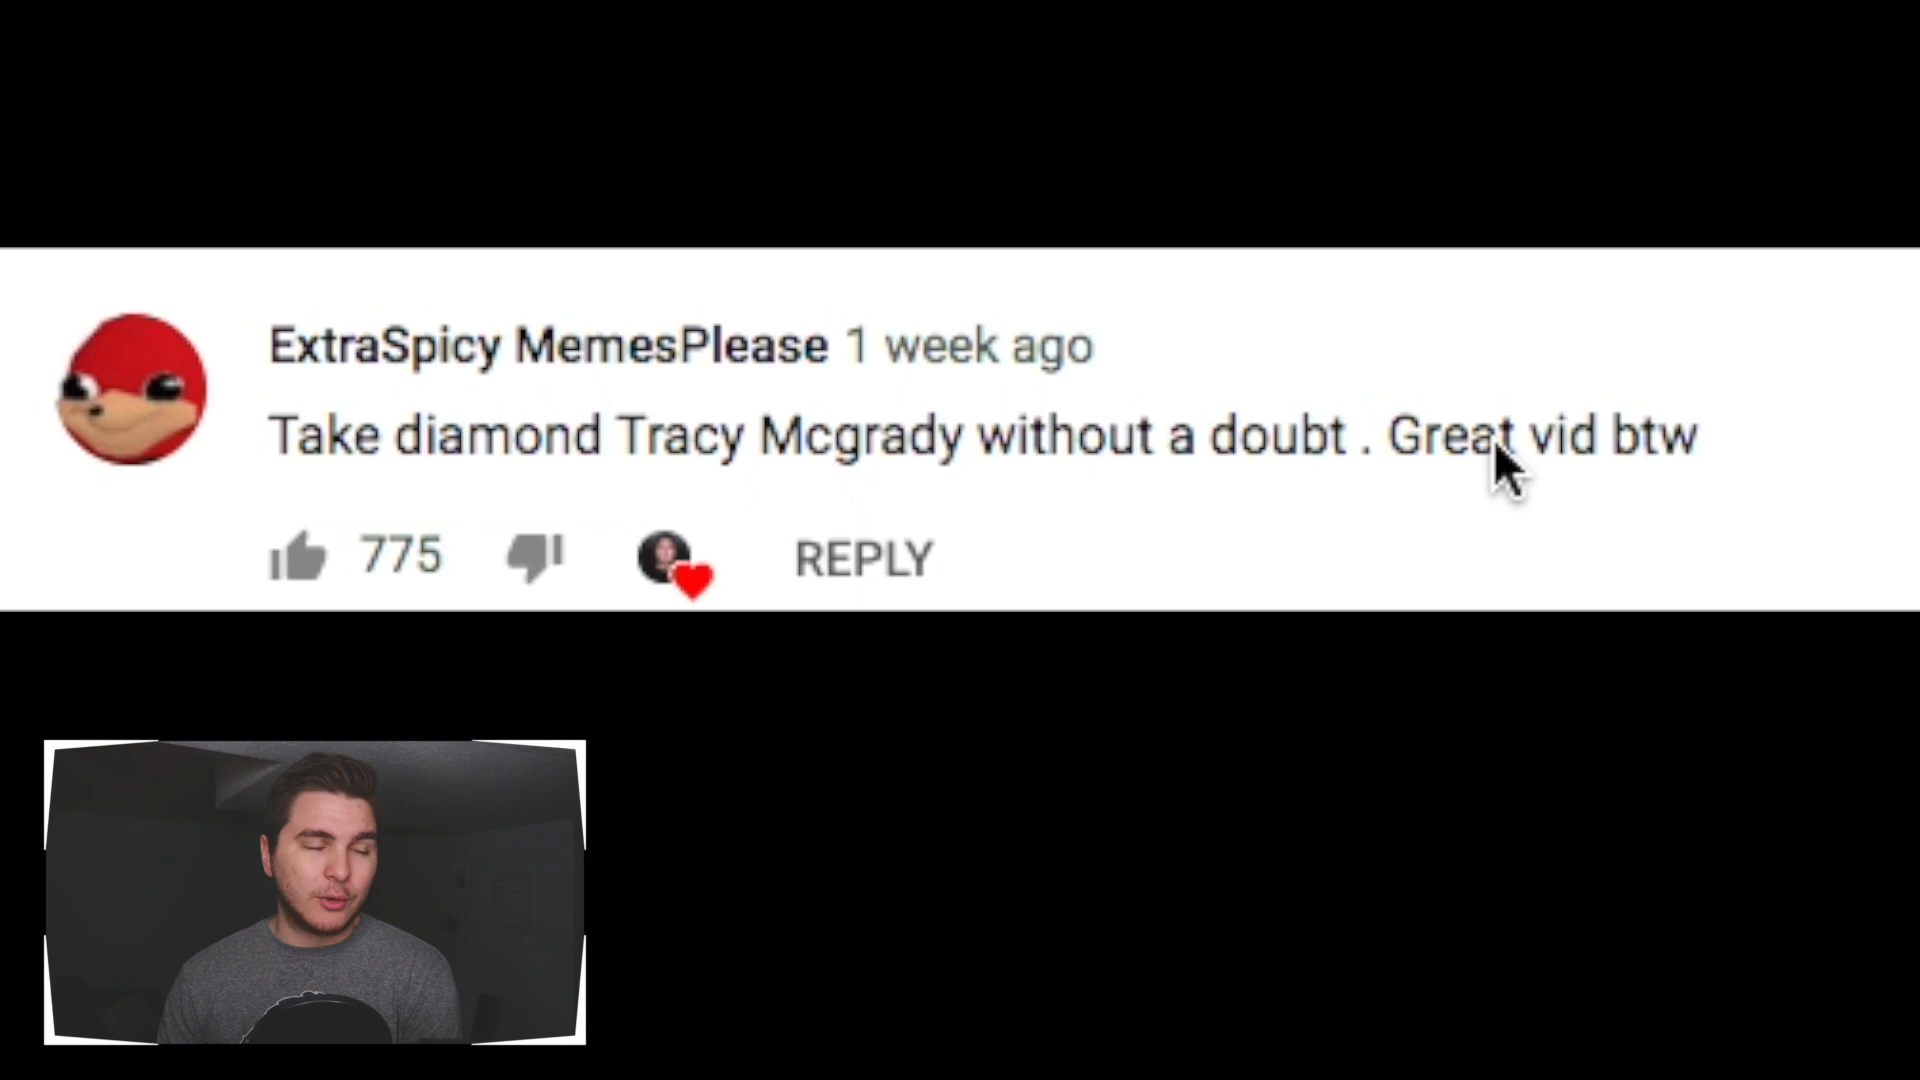 ExtraSpicy MemesPlease 1 week ago
Take diamond Tracy Mcgrady without a doubt . Great vid btw
775 REPLY